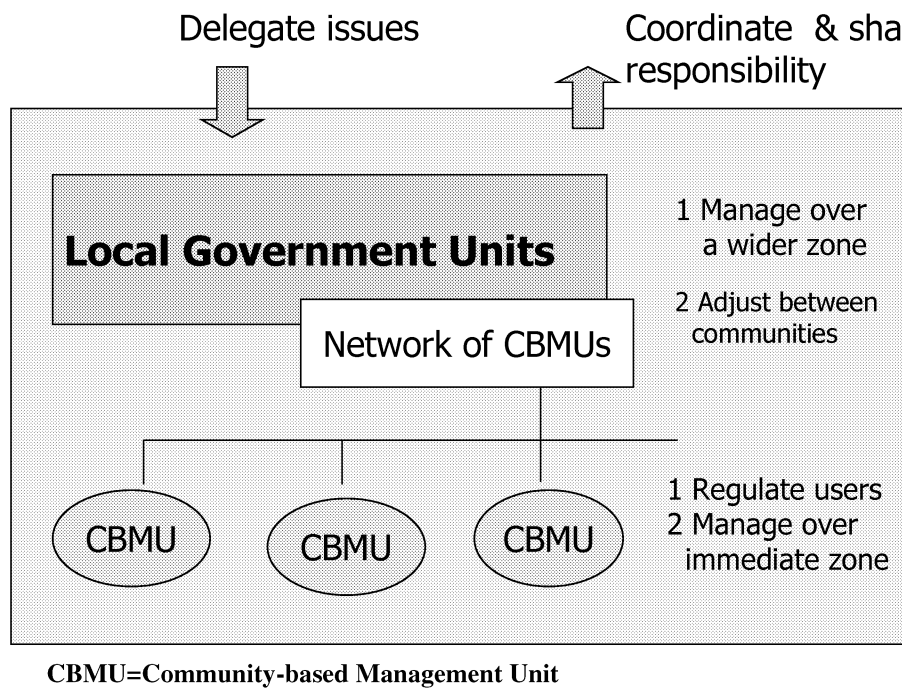 Delegate issues
Coordinate & sha
responsibility
Local Government Units
1 Manage over
a wider zone
2 Adjust between
communities
Network of CBMUs
CBMU
CBMU
CBMU
1 Regulate users
2 Manage over
immediate zone
CBMU=Community-based Management Unit